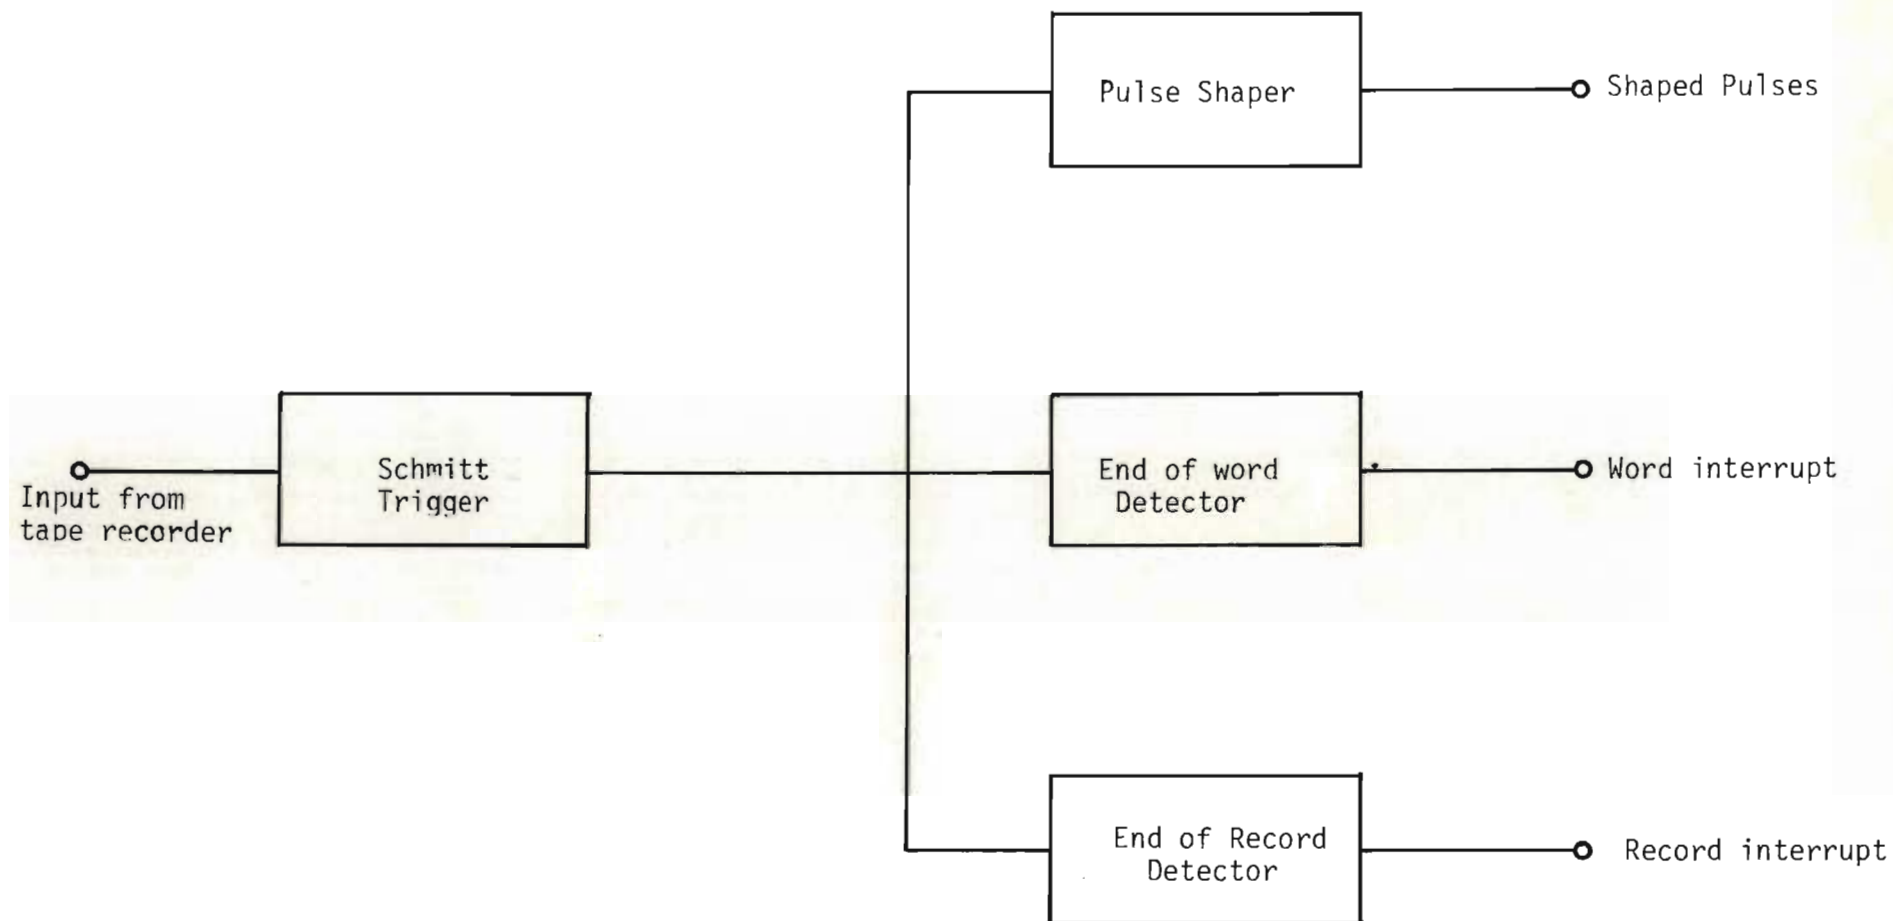 Pulse Shaper
Shaped Pulses
Input from
tape recorder
Schmitt
Trigger
End of word
Detector
Word interrupt
End of Record
Detector
Record interrupt